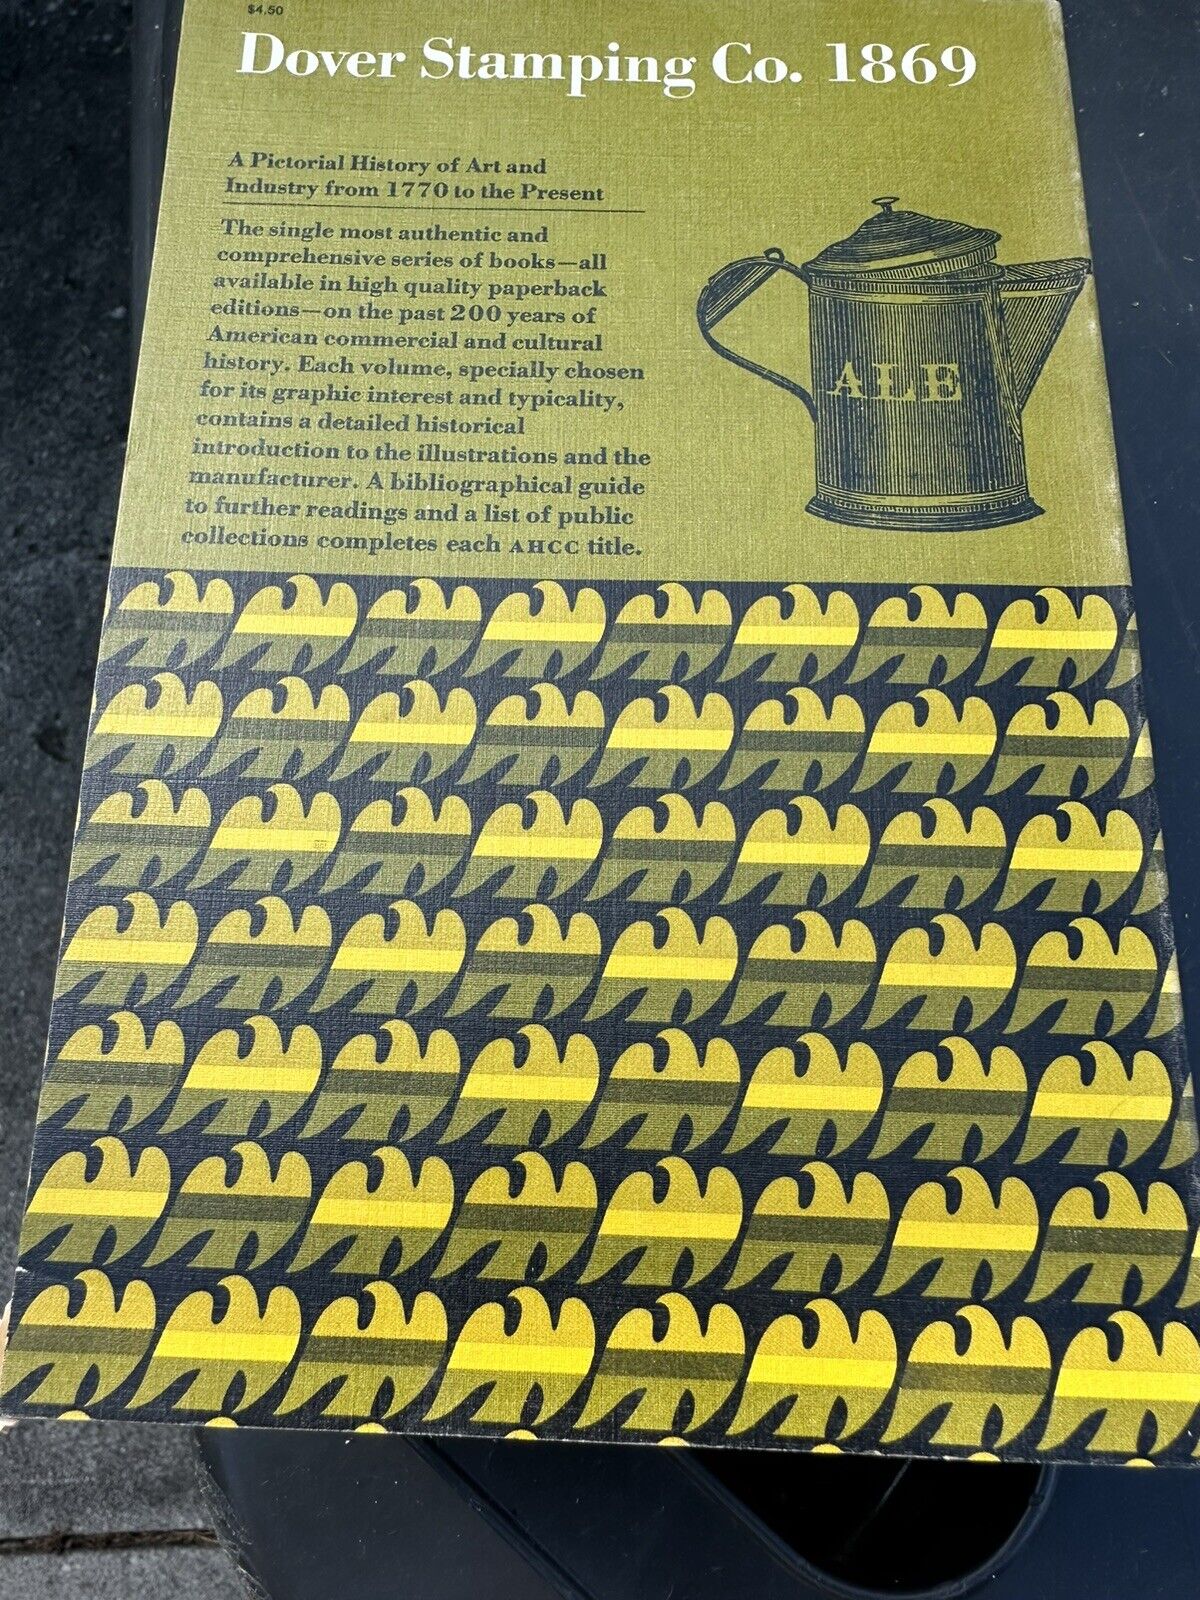 $4.50
Dover Stamping Co. 1869
A Pictorial History of Art and
Industry from 1770 to the Present
The single most authentic and
comprehensive series of books—all
available in high quality paperback
editions—on the past 200 years of
American commercial and cultural
history. Each volume, specially chosen
for its graphic interest and typicality,
contains a detailed historical
introduction to the illustrations and the
manufacturer. A bibliographical guide
to further readings and a list of public
collections completes each AHCC title.
ALE